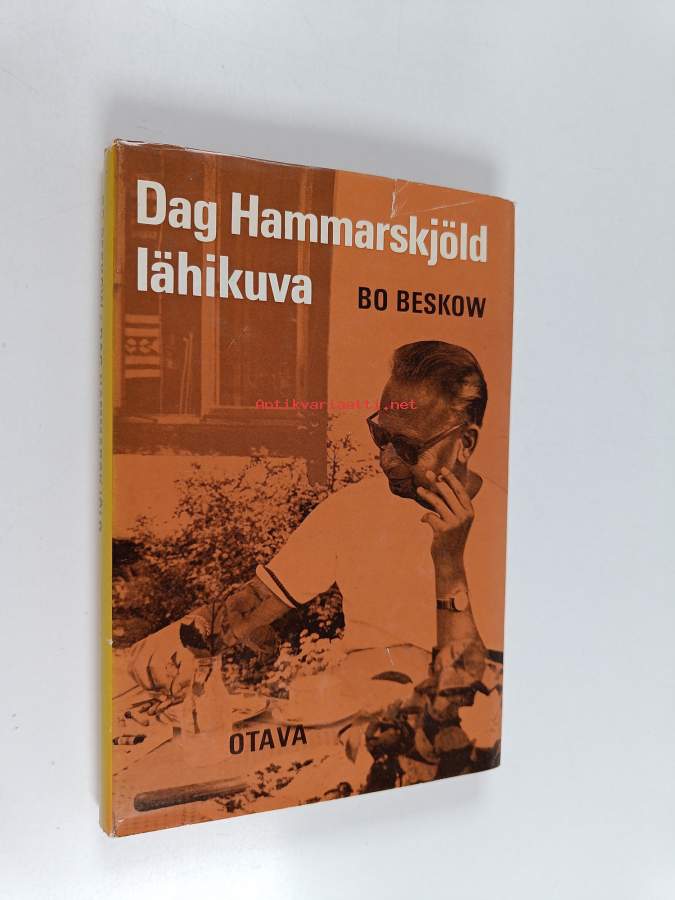 Dag Hammarskjöld
lähikuva
BO BESKOW
Antikvariaatti.net
OTAVA